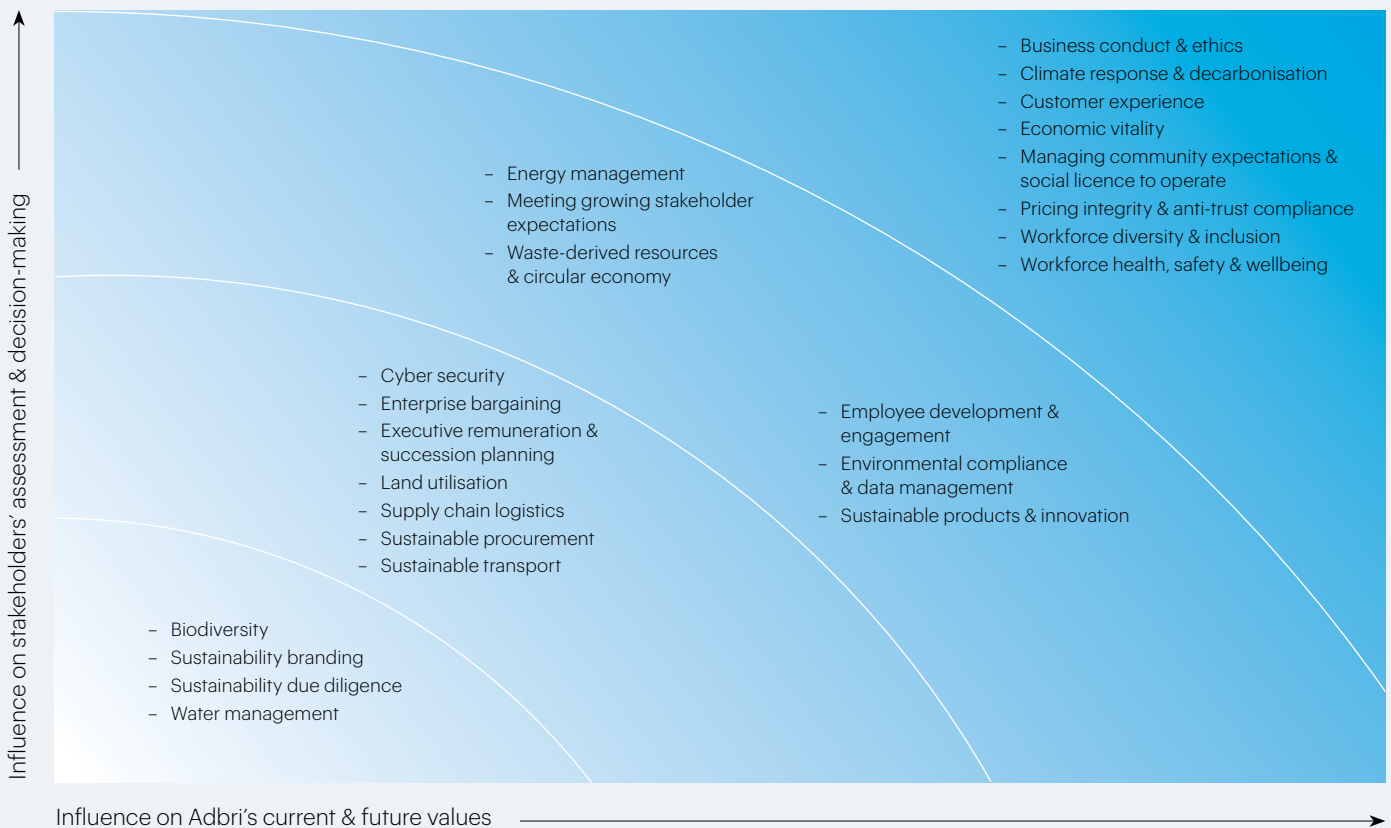 Influence on stakeholders’ assessment & decision-making
– Business conduct & ethics
– Climate response & decarbonisation
– Customer experience
– Economic vitality
– Managing community expectations &
social licence to operate
– Pricing integrity & anti-trust compliance
– Workforce diversity & inclusion
– Workforce health, safety & wellbeing
– Energy management
– Meeting growing stakeholder
expectations
– Waste-derived resources
& circular economy
– Employee development &
engagement
– Environmental compliance
& data management
– Sustainable products & innovation
– Cyber security
– Enterprise bargaining
– Executive remuneration &
succession planning
– Land utilisation
– Supply chain logistics
– Sustainable procurement
– Sustainable transport
– Biodiversity
– Sustainability branding
– Sustainability due diligence
– Water management
Influence on Adbri’s current & future values